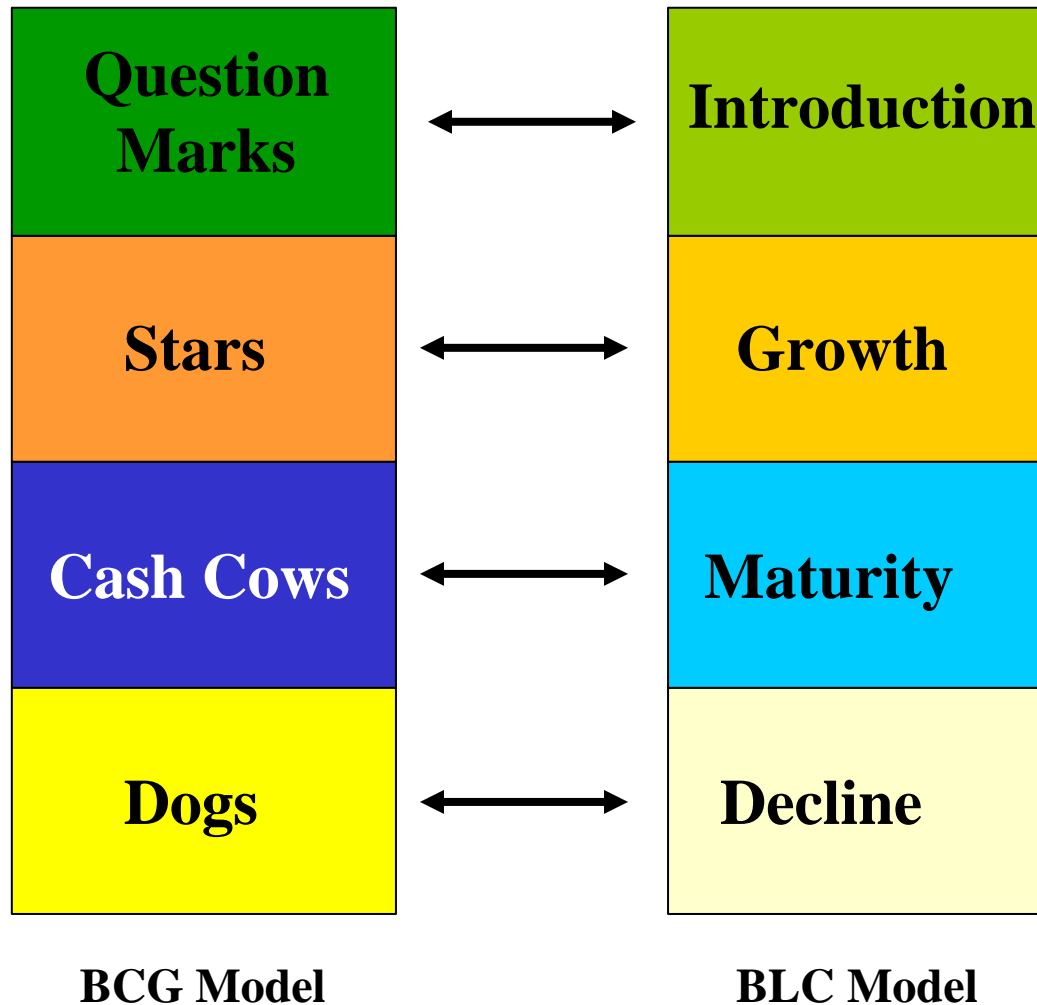 Question
Marks
Introduction
Stars
Growth
Cash Cows
Maturity
Dogs
Decline
BCG Model
BLC Model